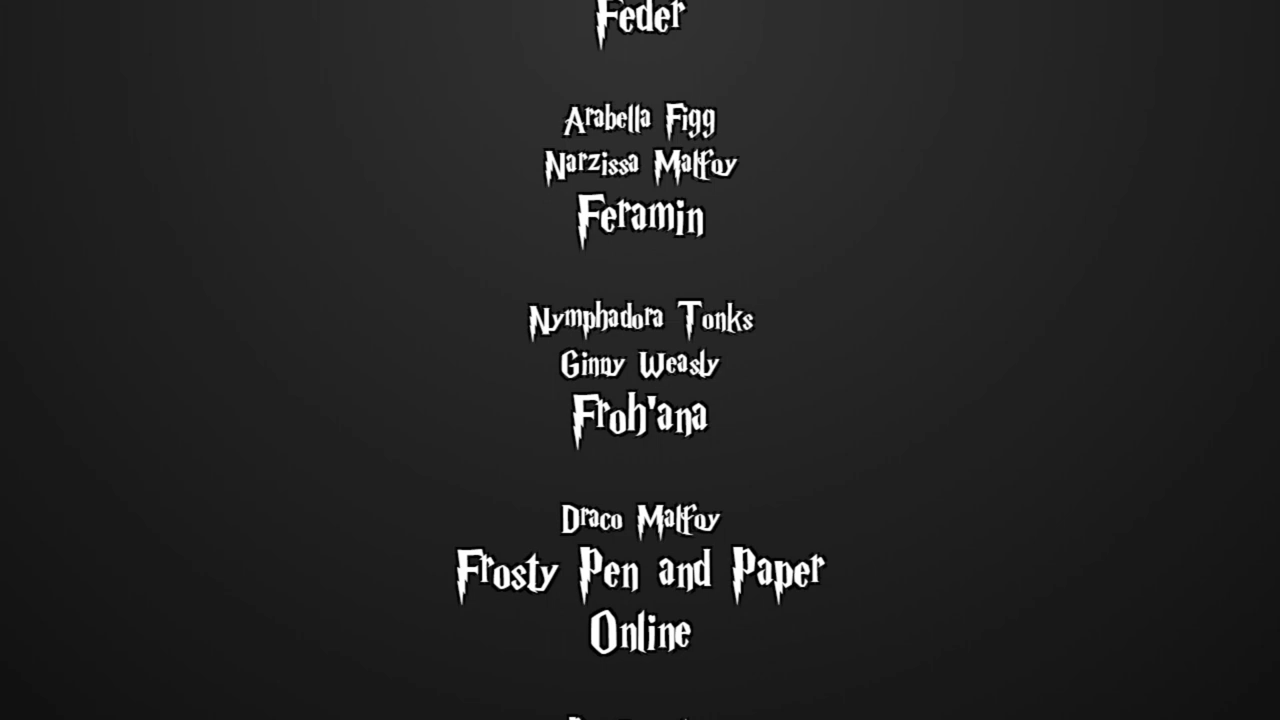 Feder
Arabella Figg
Narzissa Malfoy
Feramin
Nymphadora Tonks
Ginny Weasly
Froh'ana
Draco Malfoy
Frosty Pen and Paper
Online